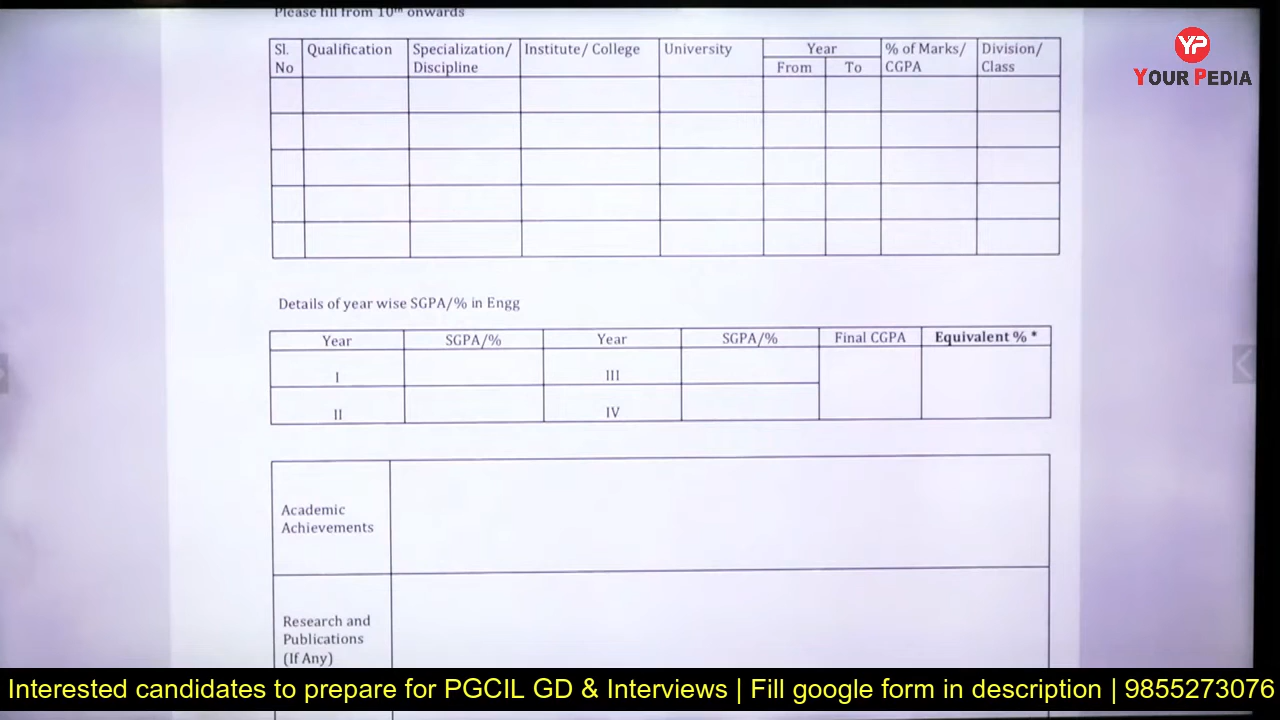 Please fill from 10th onwards
YP
YOUR PEDIA
Sl. No Qualification Specialization/ Discipline Institute/ College University Year From To % of Marks/ CGPA Division/ Class
Details of year wise SGPA/% in Engg
Year SGPA/% Year SGPA/% Final CGPA Equivalent % *
I III
II IV
Academic
Achievements
Research and
Publications
(If Any)
Interested candidates to prepare for PGCIL GD & Interviews | Fill google form in description | 9855273076